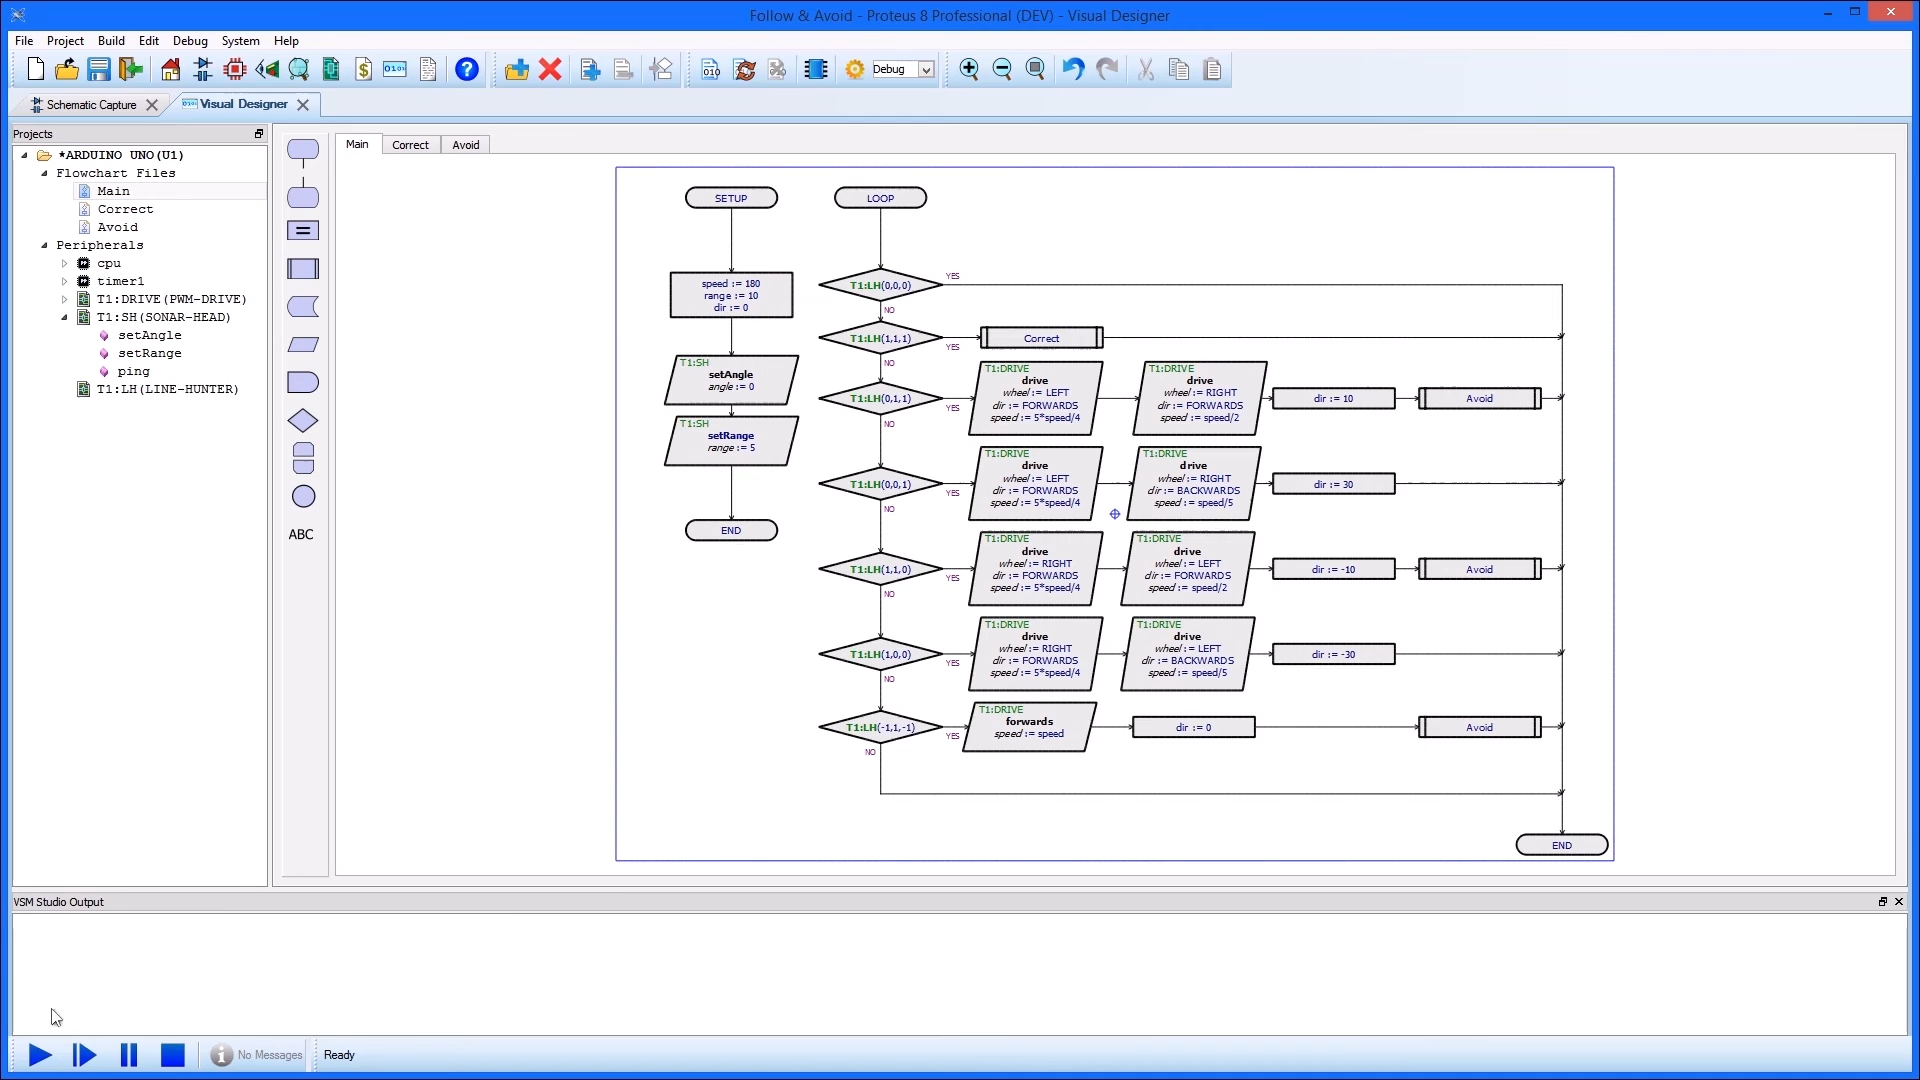 Follow & Avoid - Proteus 8 Professional (DEV) - Visual Designer
File Project Build Edit Debug System Help
Debug
Schematic Capture
Visual Designer
Projects
*ARDUINO UNO(U1)
Flowchart Files
Main
Correct
Avoid
Peripherals
cpu
timer1
T1:DRIVE(PWM-DRIVE)
T1:SH(SONAR-HEAD)
setAngle
setRange
ping
T1:LH(LINE-HUNTER)
ABC
Main Correct Avoid
SETUP
speed := 180
range := 10
dir := 0
T1:SH
setAngle
angle := 0
T1:SH
setRange
range := 5
END
LOOP
T1:LH(0,0,0)
YES
NO
T1:LH(1,1,1)
YES
NO
Correct
T1:LH(0,1,1)
YES
NO
T1:DRIVE
drive
wheel := LEFT
dir := FORWARDS
speed := 5*speed/4
T1:DRIVE
drive
wheel := RIGHT
dir := FORWARDS
speed := speed/2
dir := 10
Avoid
T1:LH(0,0,1)
YES
NO
T1:DRIVE
drive
wheel := LEFT
dir := FORWARDS
speed := 5*speed/4
T1:DRIVE
drive
wheel := RIGHT
dir := BACKWARDS
speed := speed/5
dir := 30
T1:LH(1,1,0)
YES
NO
T1:DRIVE
drive
wheel := RIGHT
dir := FORWARDS
speed := 5*speed/4
T1:DRIVE
drive
wheel := LEFT
dir := FORWARDS
speed := speed/2
dir := -10
Avoid
T1:LH(1,0,0)
YES
NO
T1:DRIVE
drive
wheel := RIGHT
dir := FORWARDS
speed := 5*speed/4
T1:DRIVE
drive
wheel := LEFT
dir := BACKWARDS
speed := speed/5
dir := -30
T1:LH(-1,1,-1)
YES
NO
T1:DRIVE
forwards
speed := speed
dir := 0
Avoid
END
VSM Studio Output
No Messages
Ready